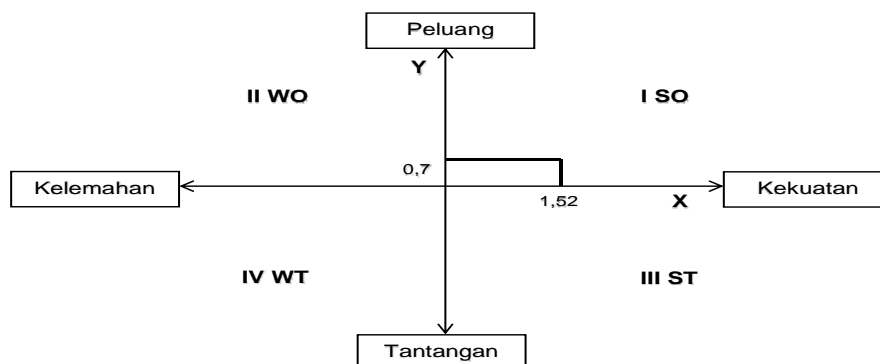 Peluang
Y
II WO
I SO
0,7
Kelemahan
Kekuatan
1,52
X
IV WT
III ST
Tantangan